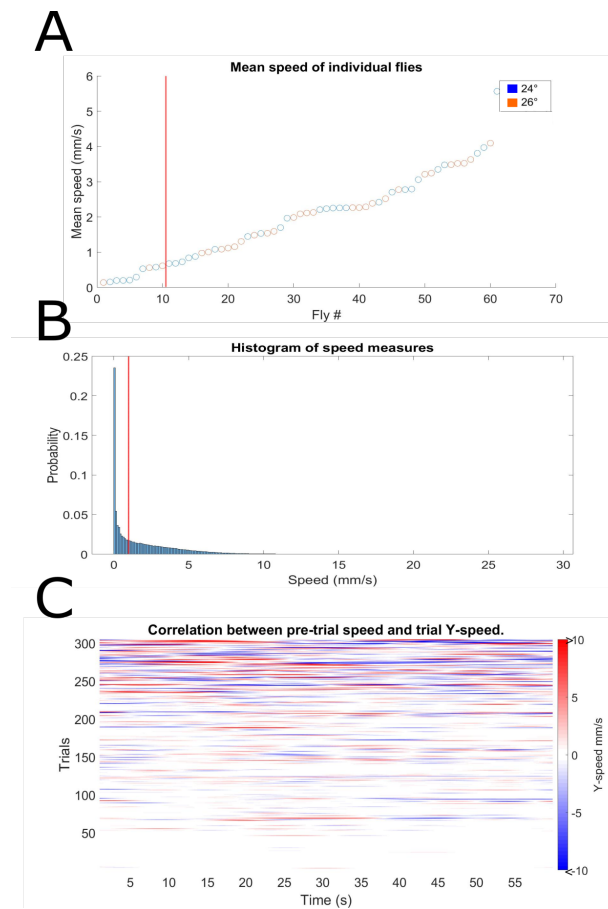 A
Mean speed of individual flies
Mean speed (mm/s)
6
5
4
3
2
1
0
24°
26°
0 10 20 30 40 50 60 70
Fly #
B
Histogram of speed measures
Probability
0.25
0.2
0.15
0.1
0.05
0
0 5 10 15 20 25 30
Speed (mm/s)
C
Correlation between pre-trial speed and trial Y-speed.
Trials
300
250
200
150
100
50
5 10 15 20 25 30 35 40 45 50 55
Time (s)
>10
5
0
-5
<-10
Y-speed mm/s